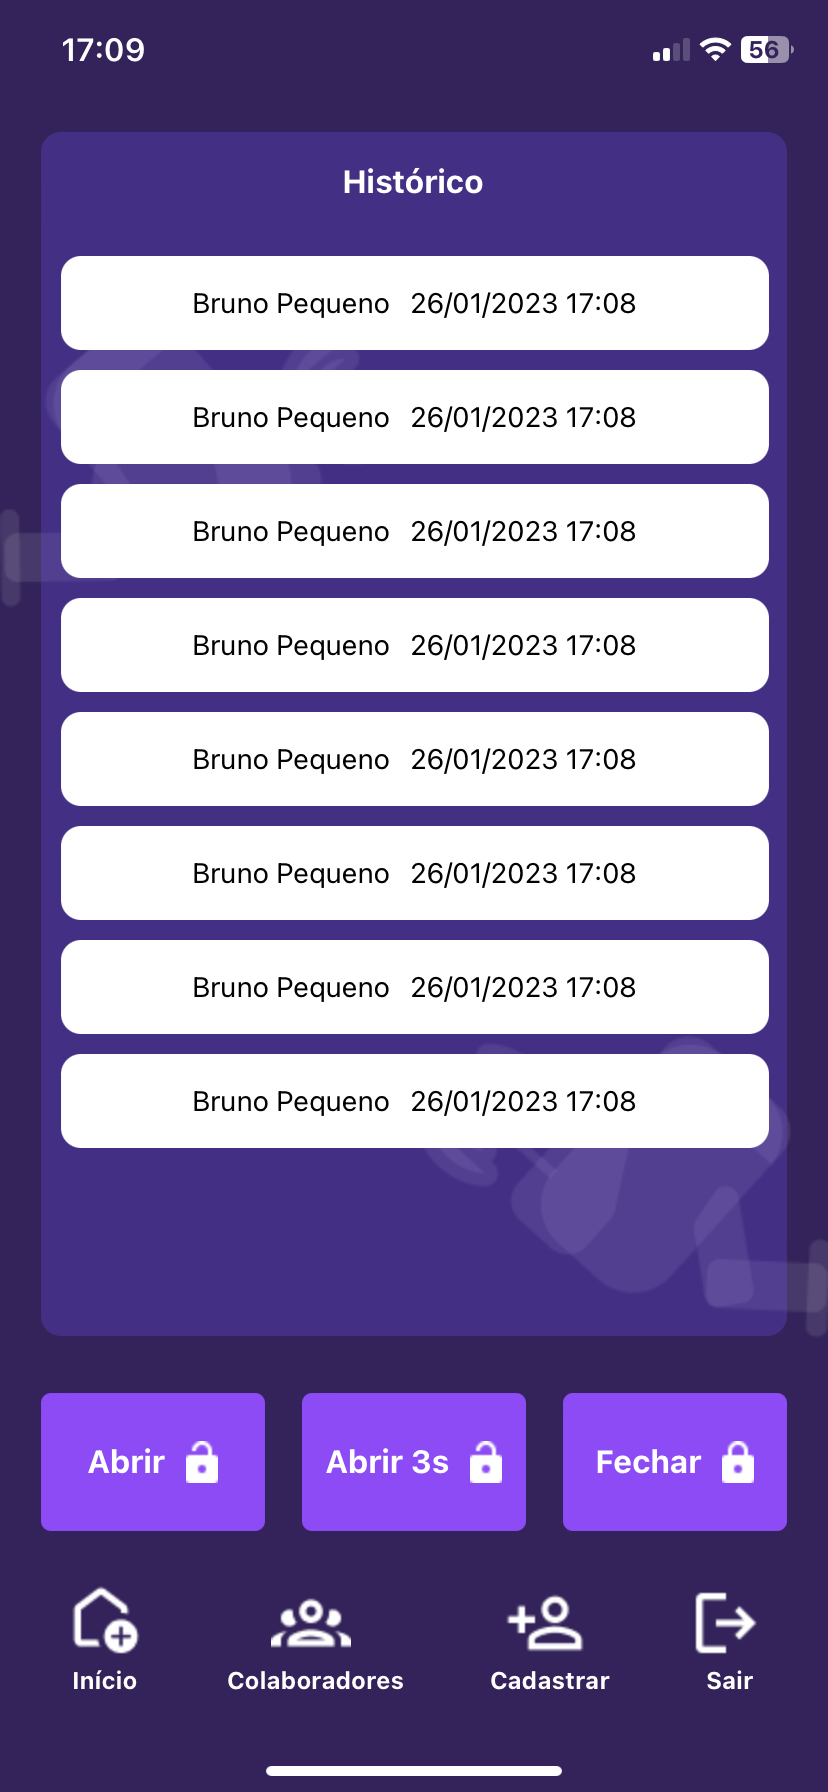 17:09
56
Histórico
Bruno Pequeno 26/01/2023 17:08
Bruno Pequeno 26/01/2023 17:08
Bruno Pequeno 26/01/2023 17:08
Bruno Pequeno 26/01/2023 17:08
Bruno Pequeno 26/01/2023 17:08
Bruno Pequeno 26/01/2023 17:08
Bruno Pequeno 26/01/2023 17:08
Bruno Pequeno 26/01/2023 17:08
Abrir
Abrir 3s
Fechar
Início
Colaboradores
Cadastrar
Sair